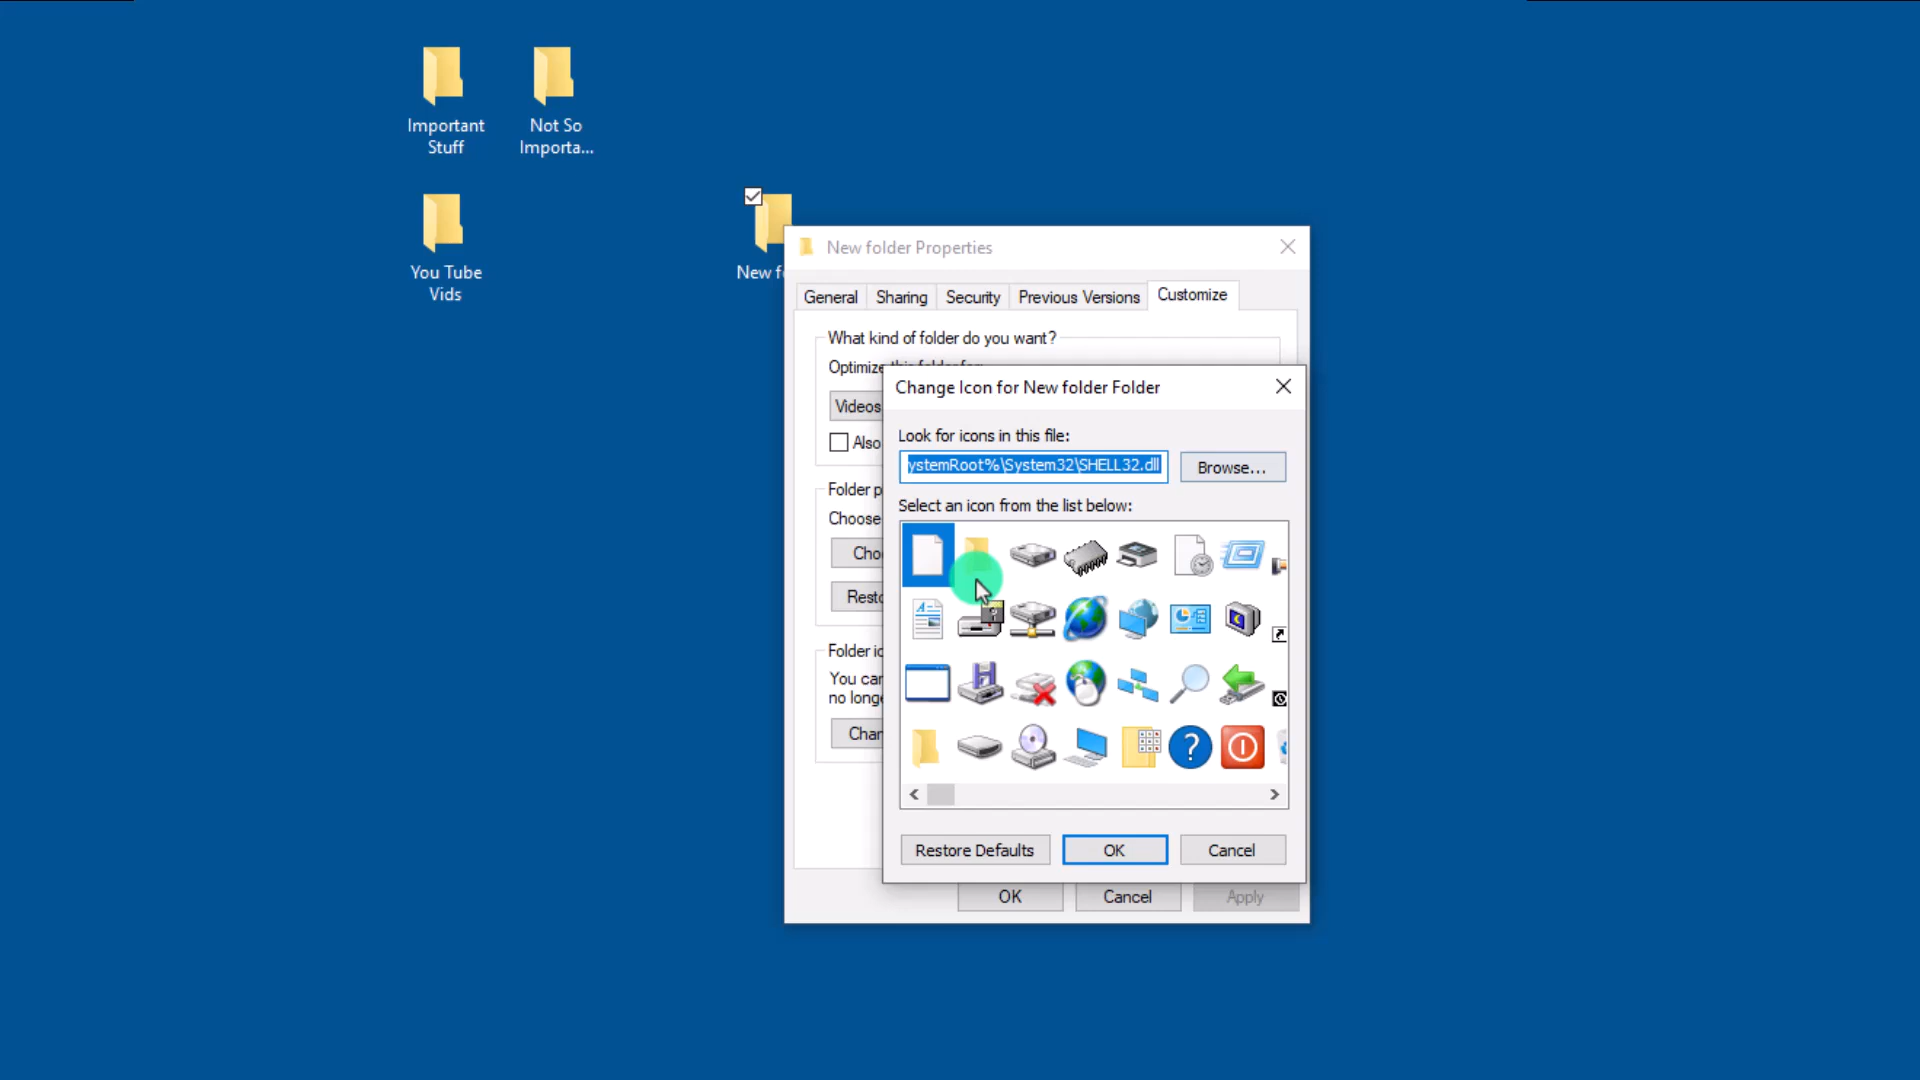 Important
Stuff
Not So
Importa...
You Tube
Vids
New f
New folder Properties
General
Sharing
Security
Previous Versions
Customize
What kind of folder do you want?
Optimize this folder for:
Videos
Also
Folder p
Choose
Cho
Resto
Folder ic
You can
no longe
Chan
Change Icon for New folder Folder
Look for icons in this file:
ystemRoot%\System32\SHELL32.dll
Browse...
Select an icon from the list below:
Restore Defaults
OK
Cancel
OK
Cancel
Apply